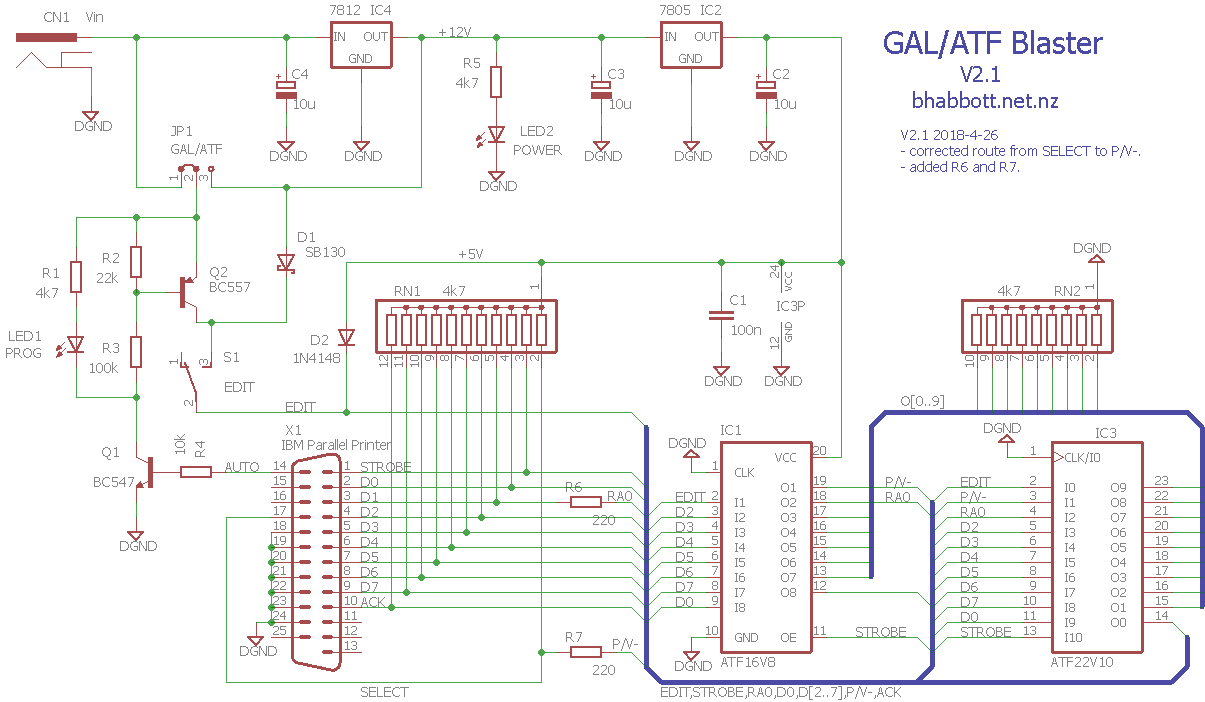 CN1 Vin
7812 IC4
IN OUT
GND
+12V
7805 IC2
IN OUT
GND
GAL/ATF Blaster
V2.1
bhabbott.net.nz
V2.1 2018-4-26
- corrected route from SELECT to P/V-.
- added R6 and R7.
R5
4k7
+ C4
10u
+ C3
10u
+ C2
10u
DGND
JP1
GAL/ATF
1 2 3
LED2
POWER
DGND
DGND
DGND
DGND
DGND
DGND
D1
SB130
R1
4k7
R2
22k
Q2
BC557
+5V
RN1 4k7
1
12 11 10 9 8 7 6 5 4 3 2
C1
100n
24 VCC
IC3P
12 GND
DGND
DGND
DGND
4k7 RN2
1
10 9 8 7 6 5 4 3 2
LED1
PROG
R3
100k
D2
1N4148
1 3 S1
EDIT
2
EDIT
O[0..9]
Q1
BC547
10k
R4
AUTO
DGND
X1
IBM Parallel Printer
14
15
16
17
18
19
20
21
22
23
24
25
1 STROBE
2 D0
3 D1
4 D2
5 D3
6 D4
7 D5
8 D6
9 D7
10 ACK
11
12
13
DGND
R6
220
RA0
R7
220
P/V-
SELECT
DGND
IC1
1 CLK
EDIT 2 I1
D2 3 I2
D3 4 I3
D4 5 I4
D5 6 I5
D6 7 I6
D7 8 I7
D0 9 I8
10 GND
VCC 20
O1 19 P/V-
O2 18 RA0
O3 17
O4 16
O5 15
O6 14
O7 13
O8 12
OE 11 STROBE
DGND
ATF16V8
DGND
IC3
1 CLK/I0
EDIT 2 I0
P/V- 3 I1
RA0 4 I2
D2 5 I3
D3 6 I4
D4 7 I5
D5 8 I6
D6 9 I7
D7 10 I8
D0 11 I9
STROBE 13 I10
O9 23
O8 22
O7 21
O6 20
O5 19
O4 18
O3 17
O2 16
O1 15
O0 14
ATF22V10
EDIT,STROBE,RA0,D0,D[2..7],P/V-,ACK